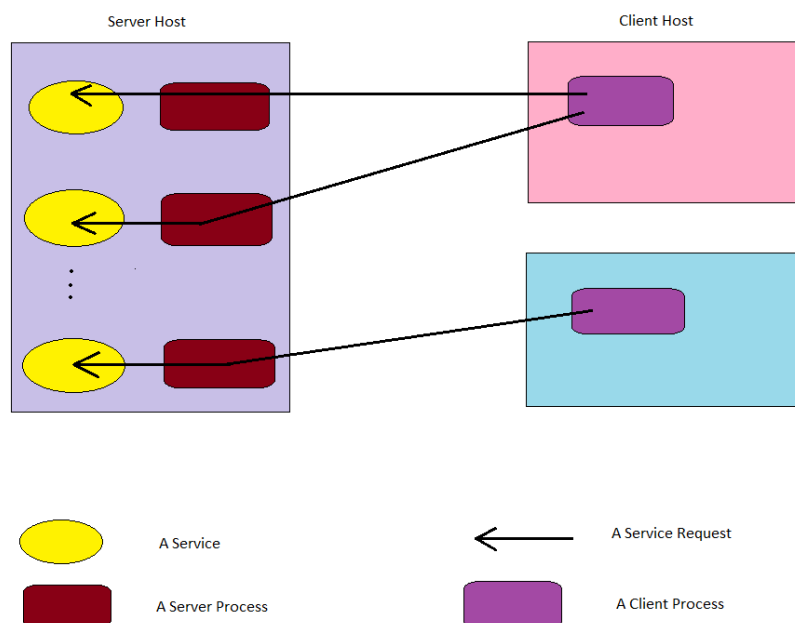 Server Host
Client Host
A Service
A Service Request
A Server Process
A Client Process